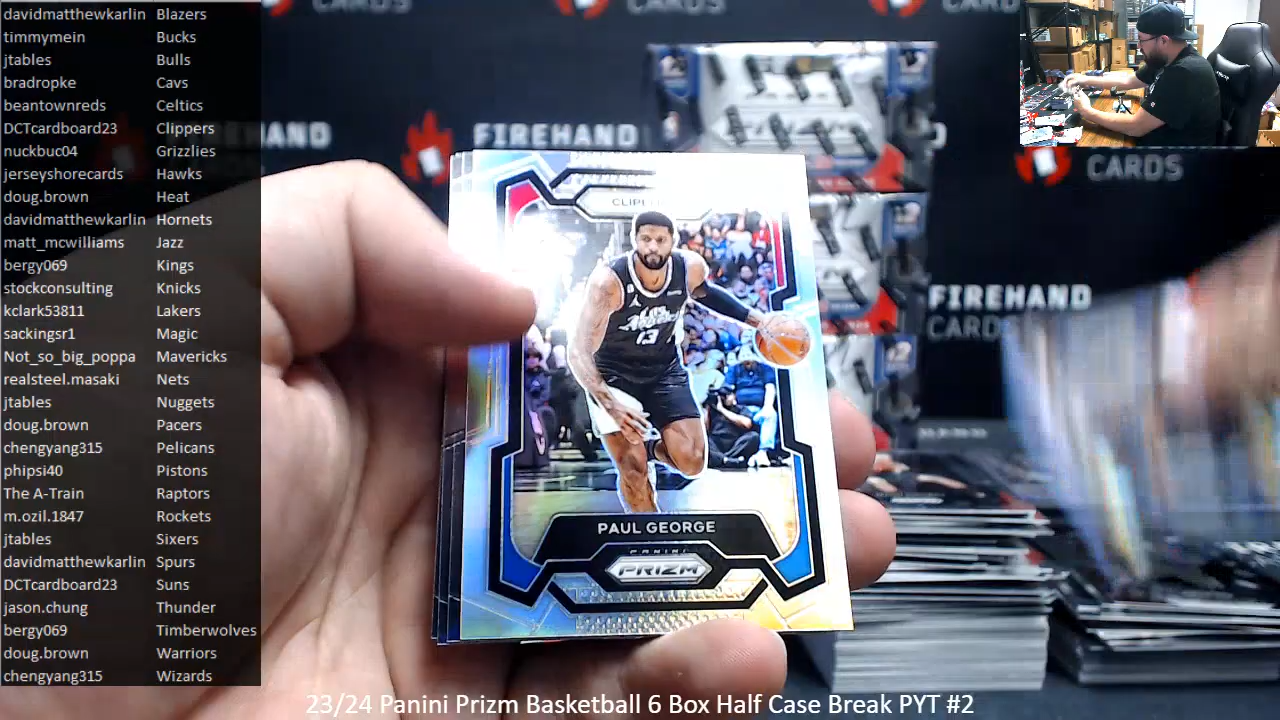 davidmatthewkarlin Blazers
timmymein Bucks
jtables Bulls
bradropke Cavs
beantownreds Celtics
DCTcardboard23 Clippers
nuckbuc04 Grizzlies
jerseyshorecards Hawks
doug.brown Heat
davidmatthewkarlin Hornets
matt_mcwilliams Jazz
bergy069 Kings
stockconsulting Knicks
kclark53811 Lakers
sackingsr1 Magic
Not_so_big_poppa Mavericks
realsteel.masaki Nets
jtables Nuggets
doug.brown Pacers
chengyang315 Pelicans
phipsi40 Pistons
The A-Train Raptors
m.ozil.1847 Rockets
jtables Sixers
davidmatthewkarlin Spurs
DCTcardboard23 Suns
jason.chung Thunder
bergy069 Timberwolves
doug.brown Warriors
chengyang315 Wizards
CARDS
FIREHAND
CARDS
FIREHAND
CARDS
13
PAUL GEORGE
PANINI
PRIZM
23/24 Panini Prizm Basketball 6 Box Half Case Break PYT #2